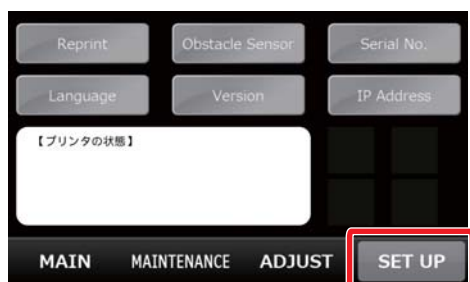 Reprint Obstacle Sensor Serial No.
Language Version IP Address
【プリンタの状態】
MAIN MAINTENANCE ADJUST SET UP